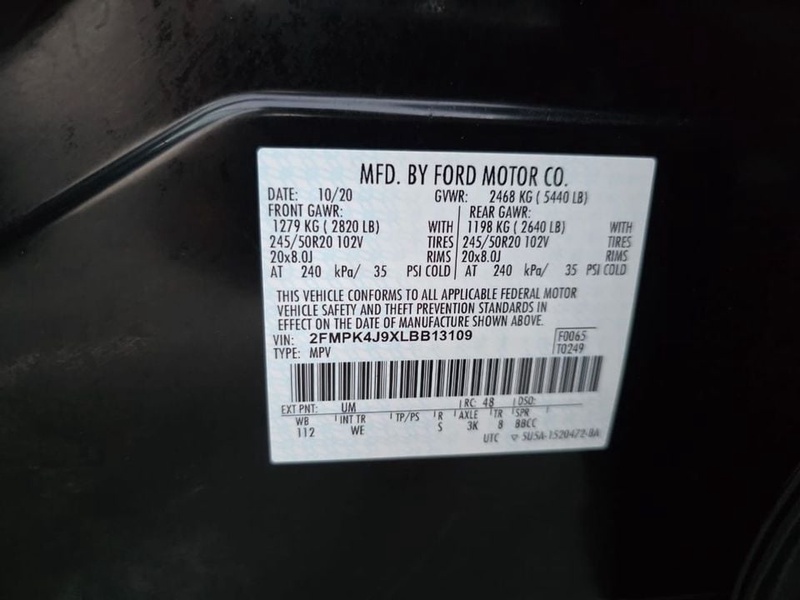 MFD. BY FORD MOTOR CO.
DATE: 10/20 GVWR: 2468 KG ( 5440 LB)
FRONT GAWR: REAR GAWR:
1279 KG ( 2820 LB) WITH 1198 KG ( 2640 LB) WITH
245/50R20 102V TIRES 245/50R20 102V TIRES
20x8.0J RIMS 20x8.0J RIMS
AT 240 kPa/ 35 PSI COLD AT 240 kPa/ 35 PSI COLD
THIS VEHICLE CONFORMS TO ALL APPLICABLE FEDERAL MOTOR
VEHICLE SAFETY AND THEFT PREVENTION STANDARDS IN
EFFECT ON THE DATE OF MANUFACTURE SHOWN ABOVE.
VIN: 2FMPK4J9XLBB13109 F0065
TYPE: MPV T0249
EXT PNT: UM RC: 48 DSO:
WB INT TR TP/PS R AXLE TR SPR
112 WE S 3K 8 BBCC
UTC ▽ 5U5A-1520472-BA